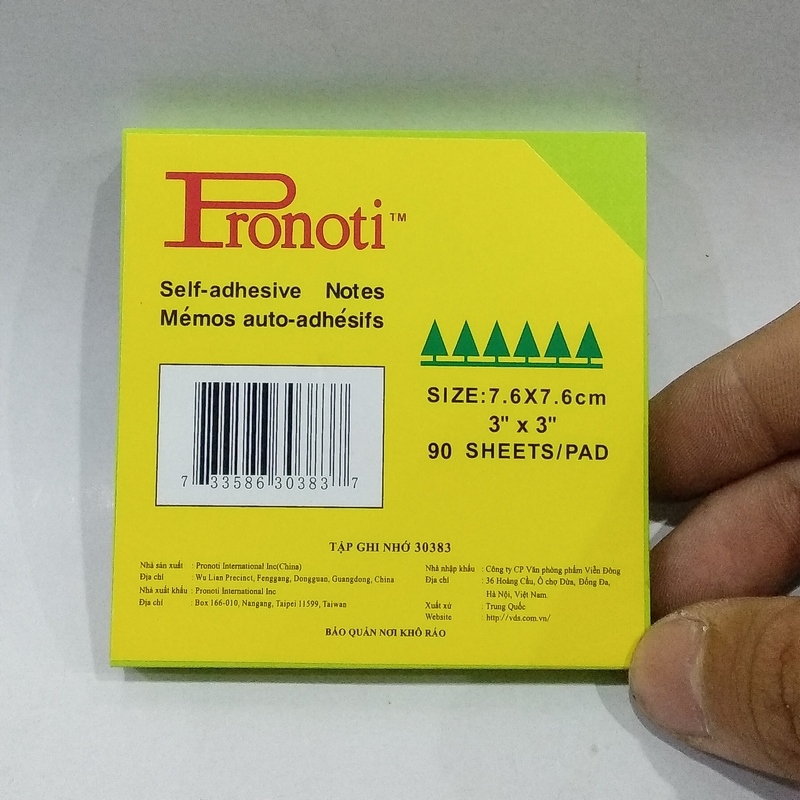 Pronoti™
Self-adhesive Notes
Mémos auto-adhésifs
SIZE:7.6X7.6cm
3" x 3"
90 SHEETS/PAD
7 33586 30383 7
TẬP GHI NHỚ 30383
Nhà sản xuất : Pronoti International Inc(China)
Địa chỉ : Wu Lian Precinct, Fenggang, Dongguan, Guangdong, China
Nhà xuất khẩu : Pronoti International Inc
Địa chỉ : Box 166-010, Nangang, Taipei 11599, Taiwan
Nhà nhập khẩu : Công ty CP Văn phòng phẩm Viễn Đông
Địa chỉ : 36 Hoàng Cầu, Ô chợ Dừa, Đống Đa,
Hà Nội, Việt Nam.
Xuất xứ : Trung Quốc
Website : http://vds.com.vn/
BẢO QUẢN NƠI KHÔ RÁO